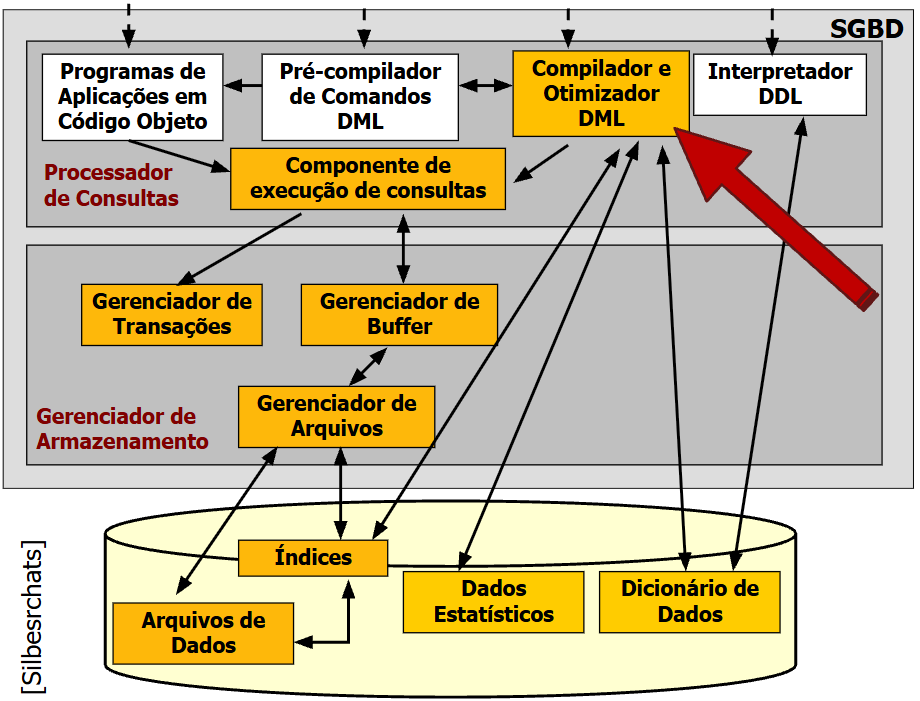 SGBD
Programas de
Aplicações em
Código Objeto
Pré-compilador
de Comandos
DML
Compilador e
Otimizador
DML
Interpretador
DDL
Processador
de Consultas
Componente de
execução de consultas
Gerenciador de
Transações
Gerenciador de
Buffer
Gerenciador de
Arquivos
Gerenciador de
Armazenamento
Índices
Dados
Estatísticos
Dicionário de
Dados
Arquivos de
Dados
[Silbesrchats]